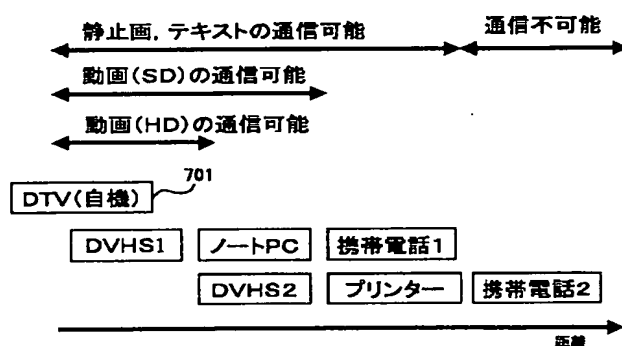 静止画，テキストの通信可能
通信不可能
動画（SD）の通信可能
動画（HD）の通信可能
701
DTV（自機）
DVHS1
ノートPC
携帯電話1
DVHS2
プリンター
携帯電話2
距離